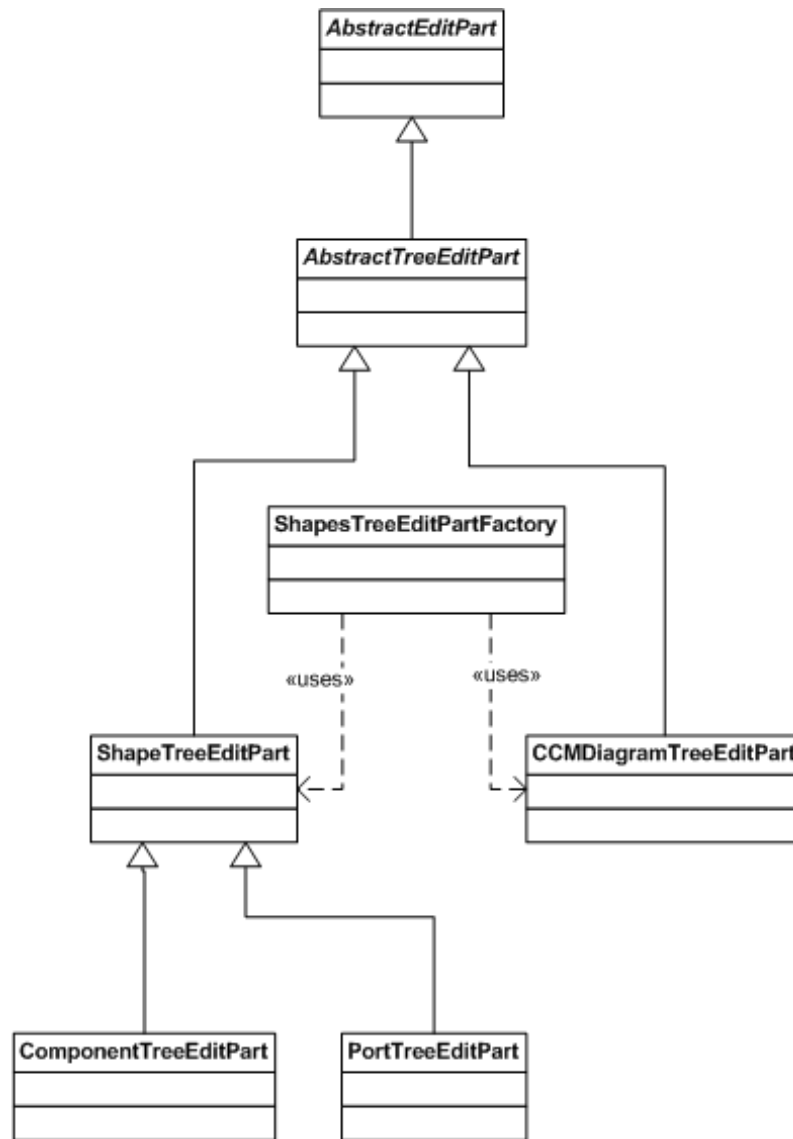 AbstractEditPart
AbstractTreeEditPart
ShapesTreeEditPartFactory
«uses»
«uses»
ShapeTreeEditPart
CCMDiagramTreeEditPart
ComponentTreeEditPart
PortTreeEditPart